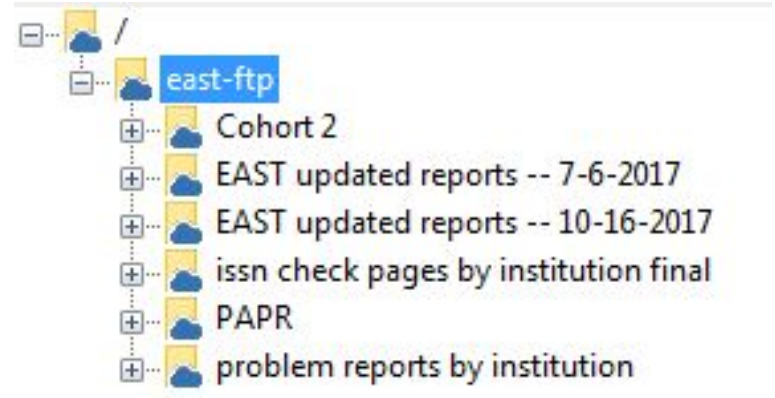 /
east-ftp
Cohort 2
EAST updated reports -- 7-6-2017
EAST updated reports -- 10-16-2017
issn check pages by institution final
PAPR
problem reports by institution